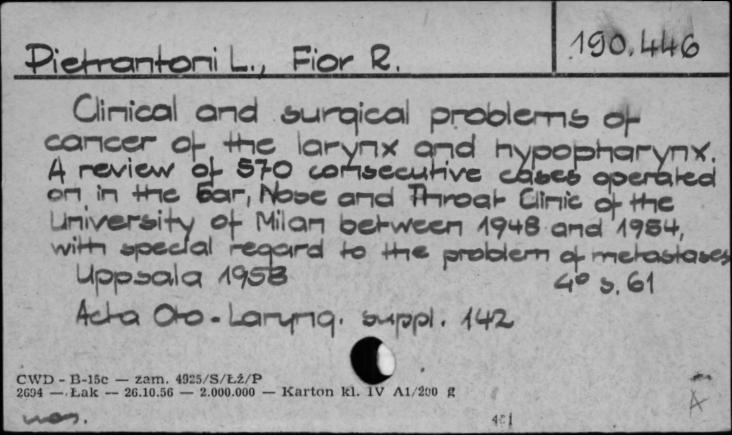 Pietrantoni L., Fior R.
190.446
Clinical and surgical problems of
cancer of the larynx and hypopharynx.
A review of 570 consecutive cases operated
on in the Ear, Nose and Throat Clinic of the
University of Milan between 1948 and 1954,
with special regard to the problem of metastases
Uppsala 1958
4° s. 61
Acta Oto-Laryng. suppl. 142
CWD - B-15c — zam. 4925/S/Łź/P
2694 — Łak — 26.10.56 — 2.000.000 — Karton kl. IV A1/200 g
A